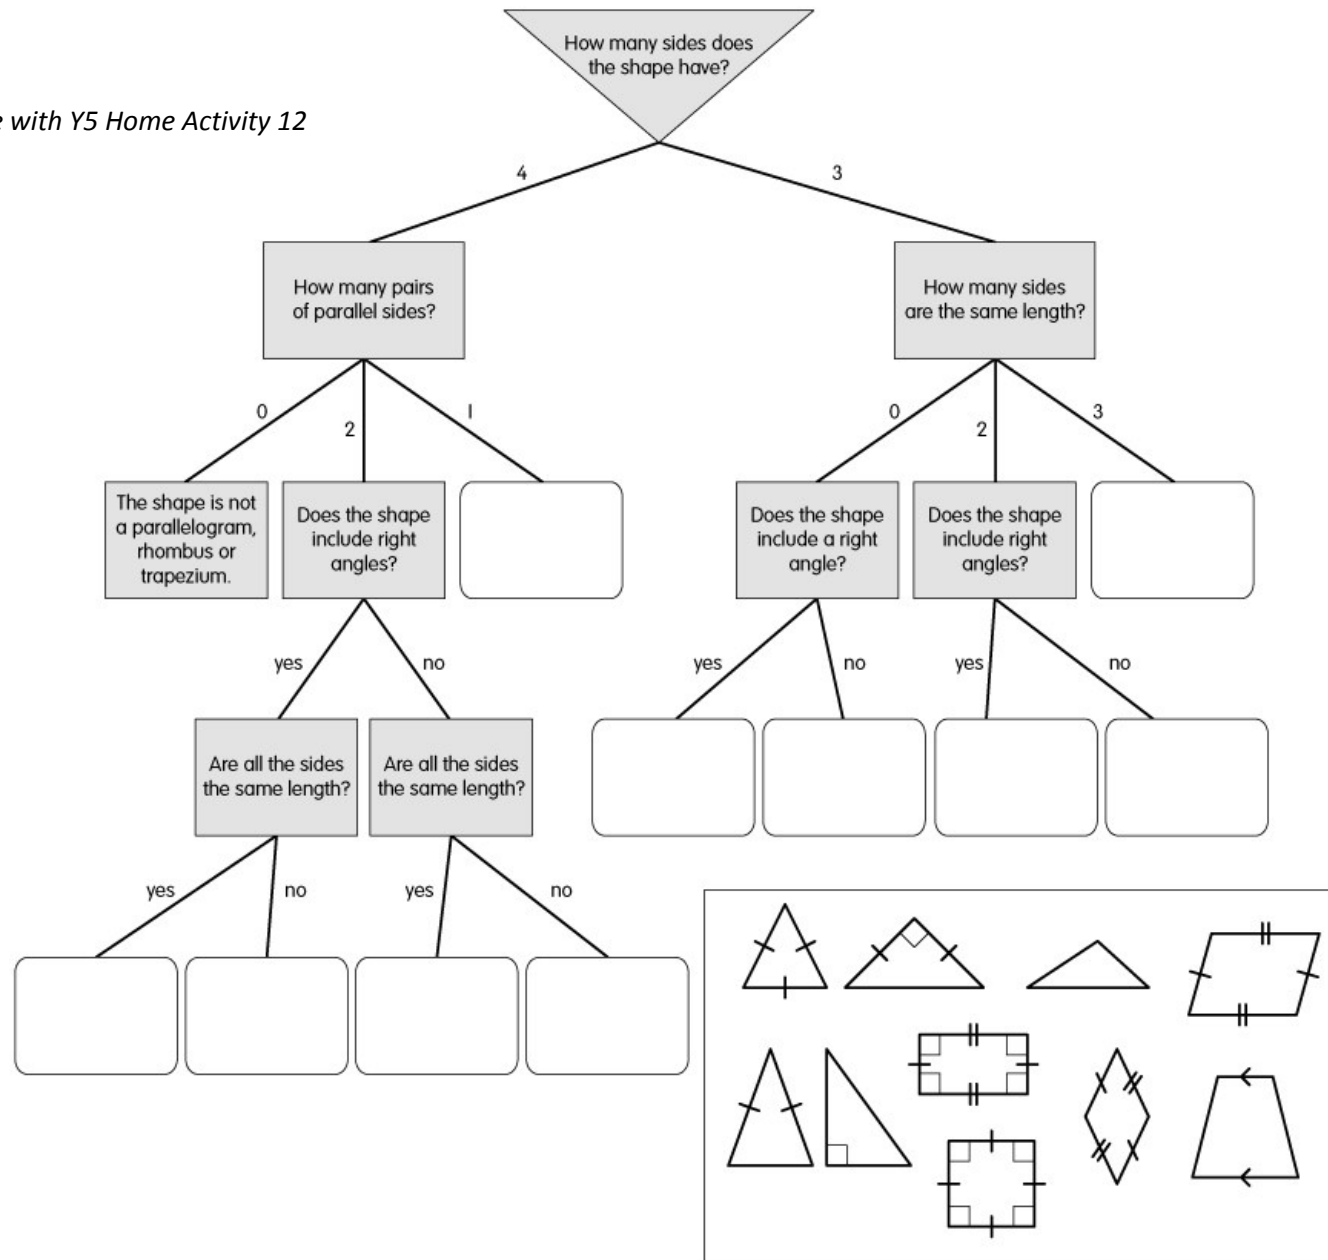 How many sides does
the shape have?
with Y5 Home Activity 12
4
3
How many pairs
of parallel sides?
How many sides
are the same length?
0
2
1
0
2
3
The shape is not
a parallelogram,
rhombus or
trapezium.
Does the shape
include right
angles?
Does the shape
include a right
angle?
Does the shape
include right
angles?
yes
no
yes
no
yes
no
Are all the sides
the same length?
Are all the sides
the same length?
yes
no
yes
no